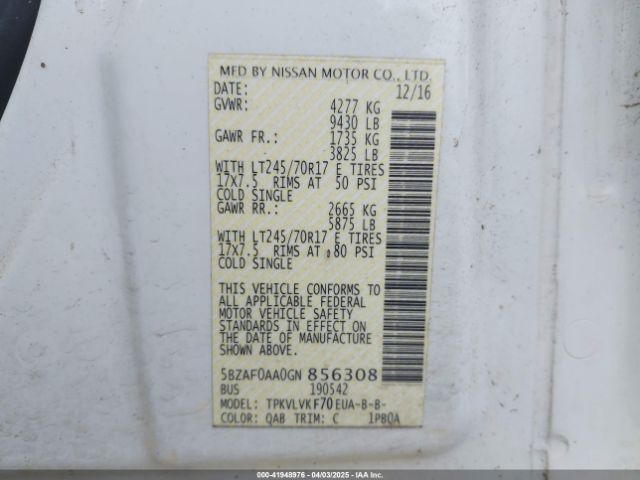 MFD BY NISSAN MOTOR CO., LTD.
DATE: 12/16
GVWR: 4277 KG
9430 LB
GAWR FR.: 1735 KG
3825 LB
WITH LT245/70R17 E TIRES
17X7.5 RIMS AT 50 PSI
COLD SINGLE
GAWR RR.: 2665 KG
5875 LB
WITH LT245/70R17 E TIRES
17X7.5 RIMS AT 80 PSI
COLD SINGLE
THIS VEHICLE CONFORMS TO
ALL APPLICABLE FEDERAL
MOTOR VEHICLE SAFETY
STANDARDS IN EFFECT ON
THE DATE OF MANUFACTURE
SHOWN ABOVE.
5BZAF0AA0GN 856308
BUS 190542
MODEL: TPKVLVKF70EUA-B-B-
COLOR: QAB TRIM: C 1PB0A
000-41948976 - 04/03/2025 - IAAI.COM